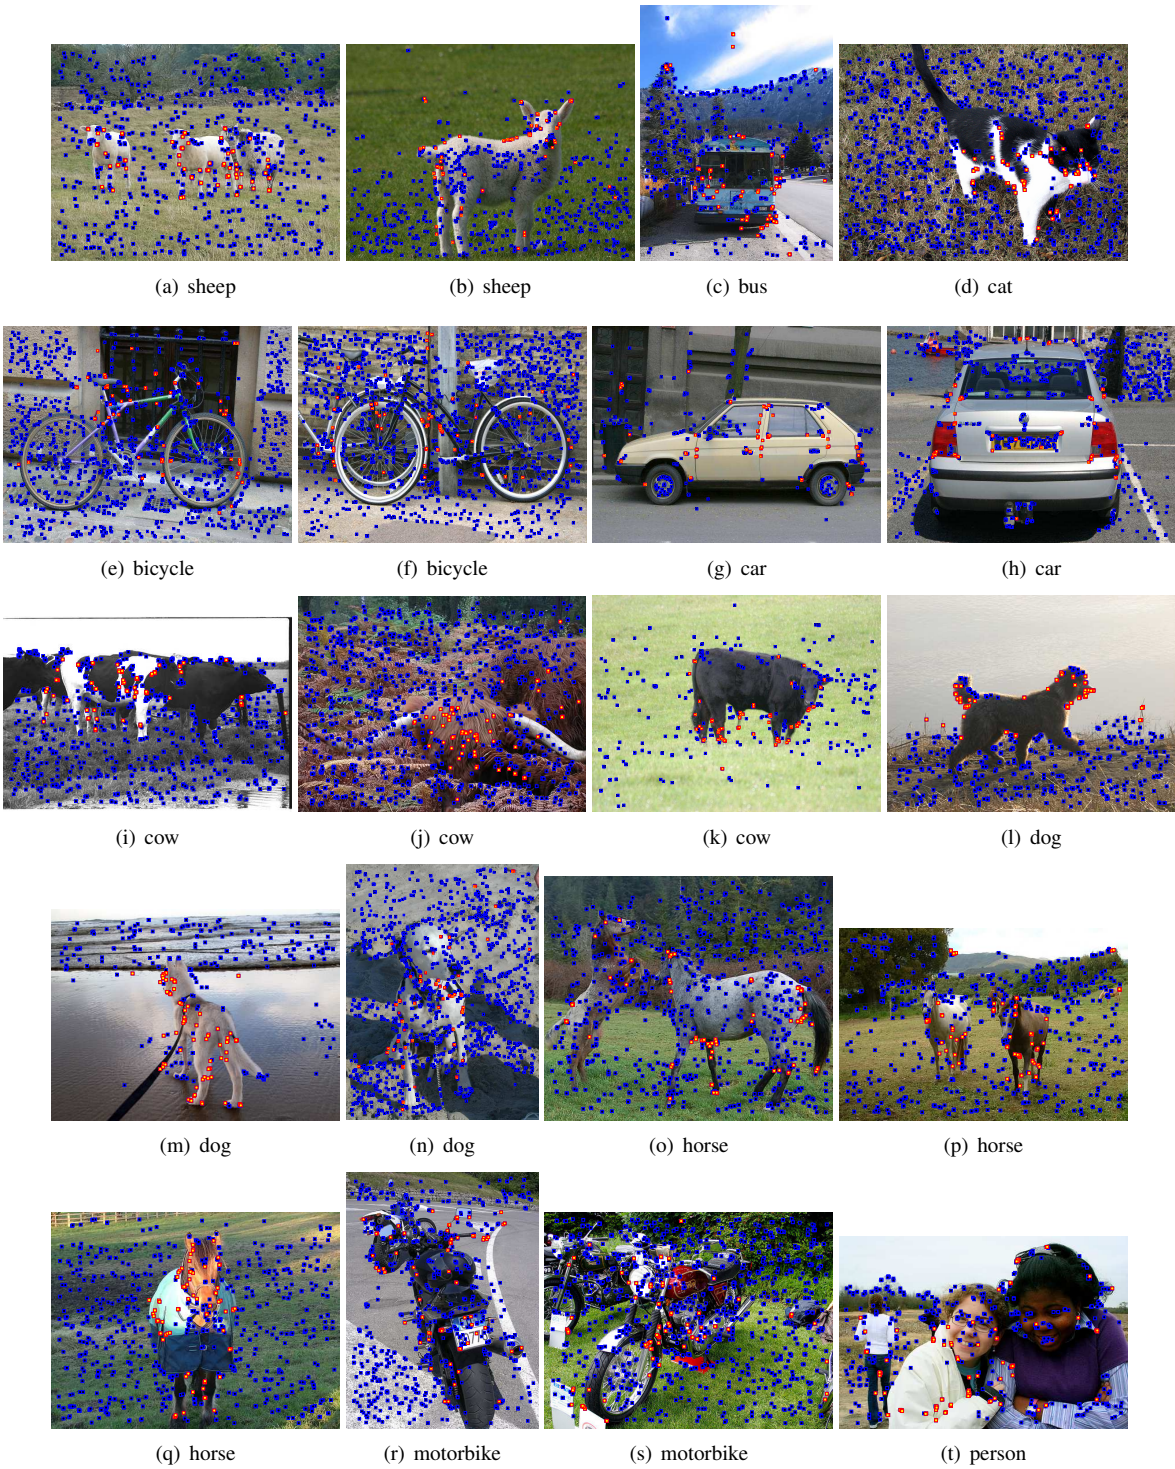 (a) sheep
(b) sheep
(c) bus
(d) cat
(e) bicycle
(f) bicycle
(g) car
(h) car
(i) cow
(j) cow
(k) cow
(l) dog
(m) dog
(n) dog
(o) horse
(p) horse
(q) horse
(r) motorbike
(s) motorbike
(t) person